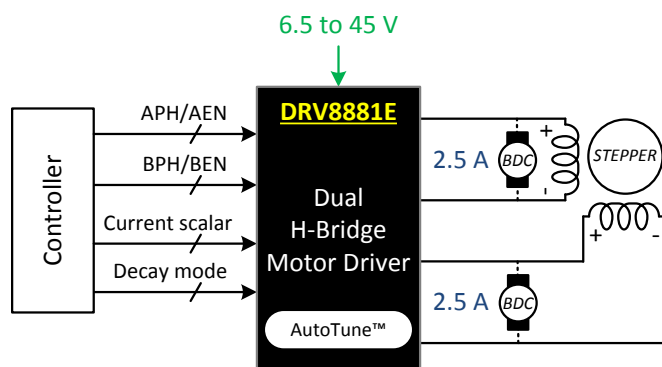 6.5 to 45 V
Controller
APH/AEN
BPH/BEN
Current scalar
Decay mode
DRV8881E
Dual
H-Bridge
Motor Driver
AutoTune™
2.5 A
BDC
+
-
STEPPER
+
-
2.5 A
BDC